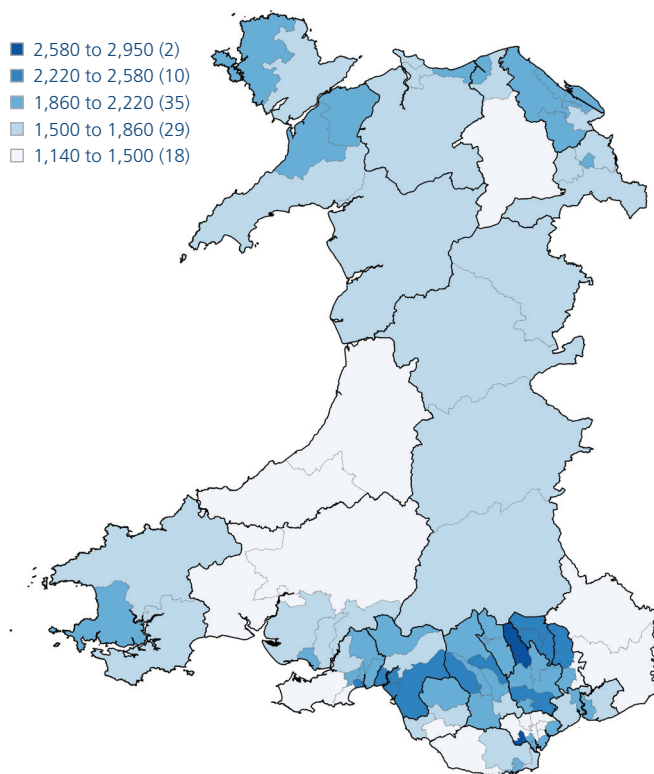 2,580 to 2,950 (2)
2,220 to 2,580 (10)
1,860 to 2,220 (35)
1,500 to 1,860 (29)
1,140 to 1,500 (18)